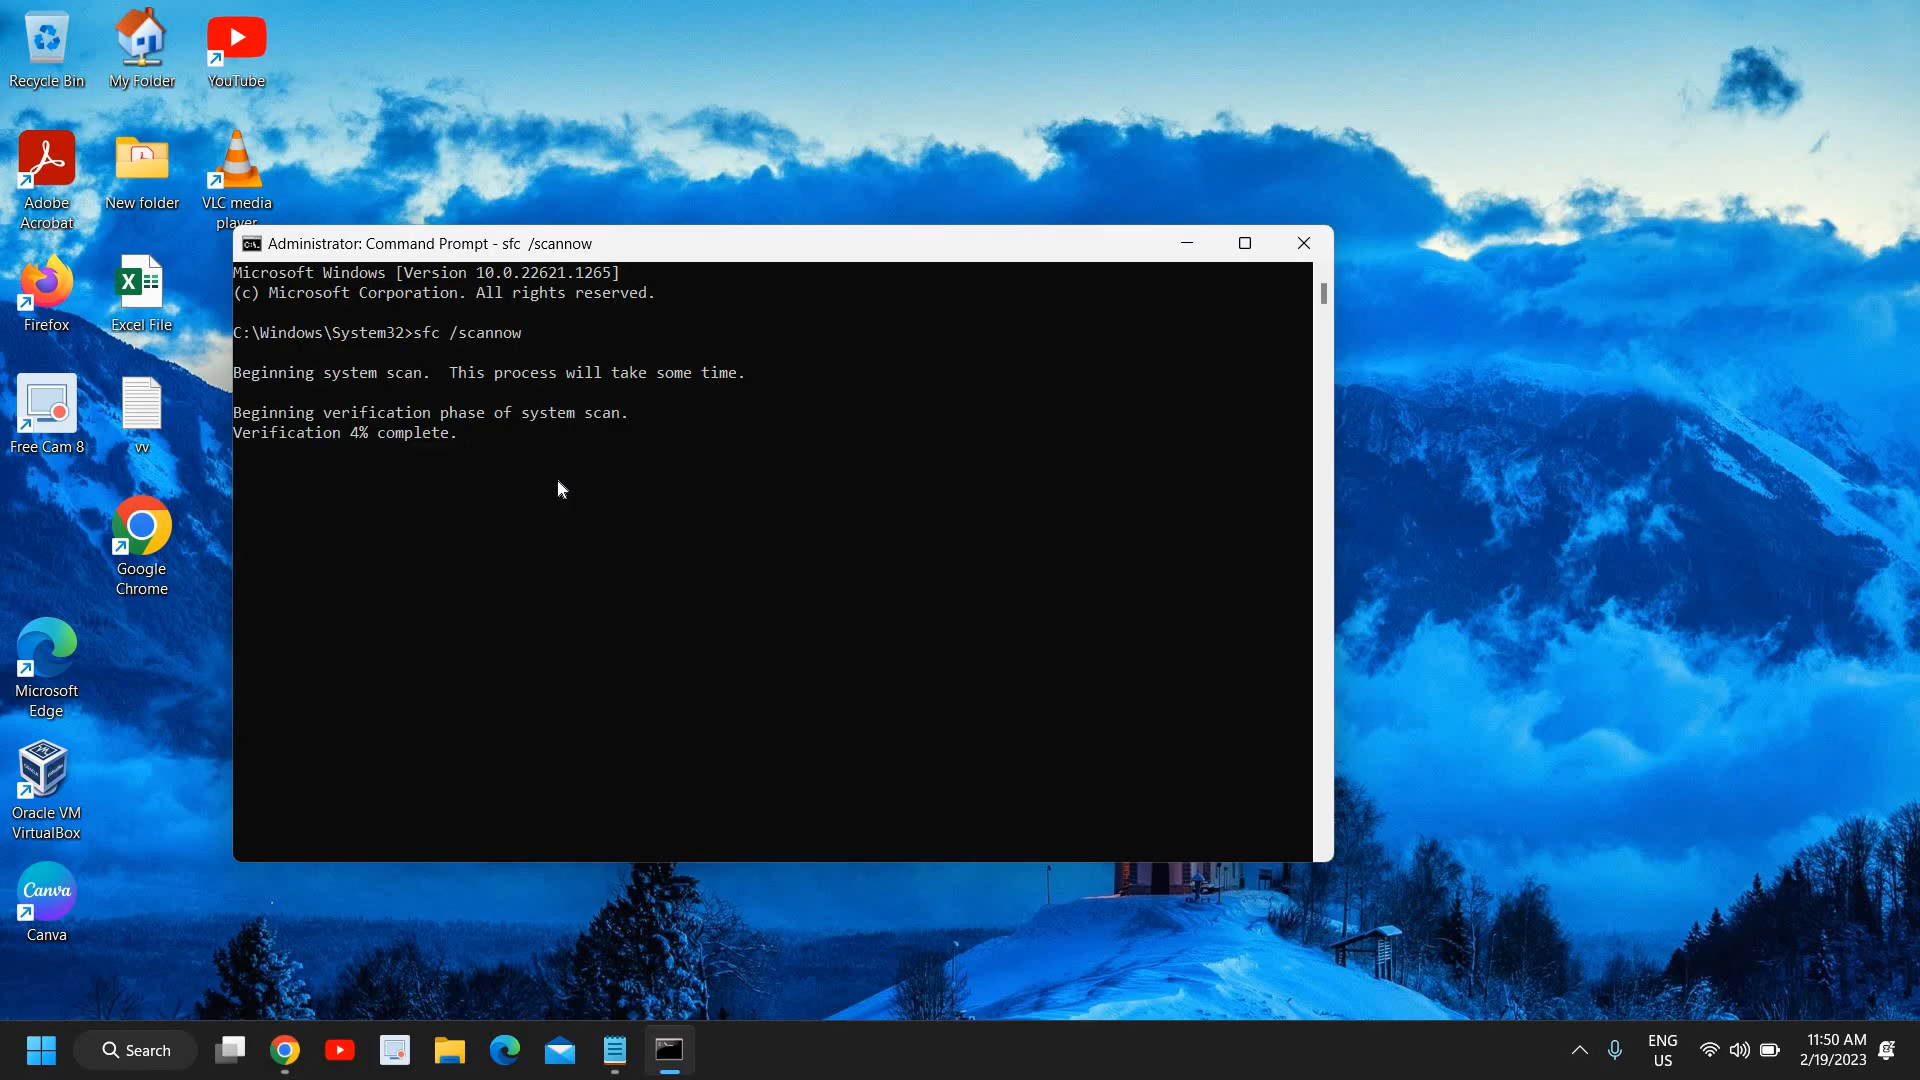 Recycle Bin
My Folder
YouTube
Adobe
Acrobat
New folder
VLC media
player
Firefox
Excel File
Free Cam 8
vv
Google
Chrome
Microsoft
Edge
Oracle VM
VirtualBox
Canva
Canva
Administrator: Command Prompt - sfc  /scannow
Microsoft Windows [Version 10.0.22621.1265]
(c) Microsoft Corporation. All rights reserved.
C:\Windows\System32>sfc /scannow
Beginning system scan.  This process will take some time.
Beginning verification phase of system scan.
Verification 4% complete.
Search
ENG
US
11:50 AM
2/19/2023